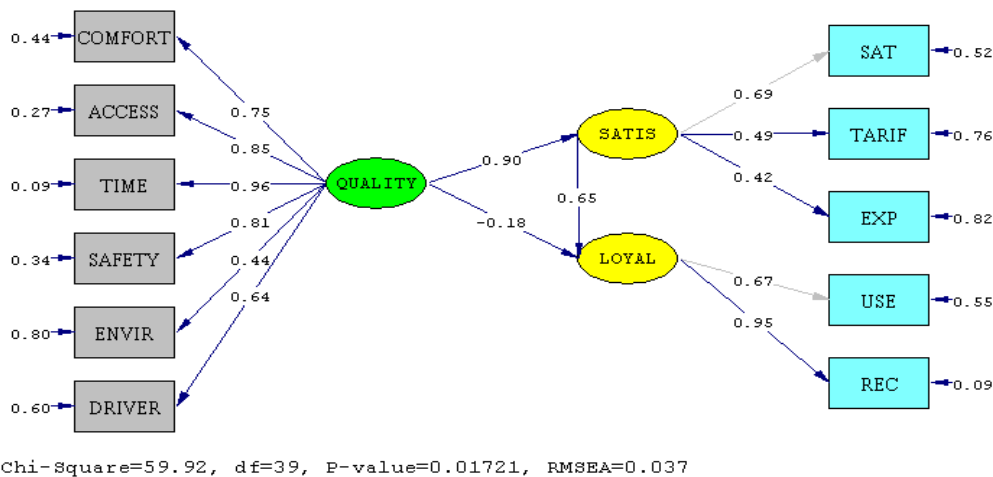 0.44 COMFORT
0.27 ACCESS
0.09 TIME
0.34 SAFETY
0.80 ENVIR
0.60 DRIVER
0.75
0.85
0.96
0.81
0.44
0.64
QUALITY
0.90
-0.18
SATIS
0.65
LOYAL
0.69
0.49
0.42
0.67
0.95
SAT 0.52
TARIF 0.76
EXP 0.82
USE 0.55
REC 0.09
Chi-Square=59.92, df=39, P-value=0.01721, RMSEA=0.037